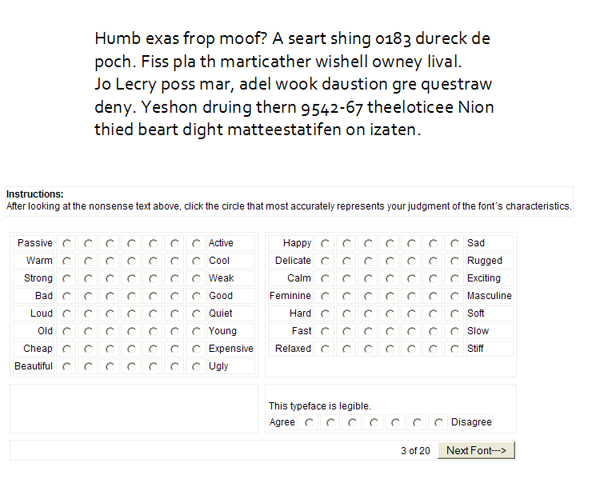 Humb exas frop moof? A seart shing 0183 dureck de
poch. Fiss pla th marticather wishell owney lival.
Jo Lecry poss mar, adel wook daustion gre questraw
deny. Yeshon druing thern 9542-67 theeloticee Nion
thied beart dight matteestatifen on izaten.
Instructions:
After looking at the nonsense text above, click the circle that most accurately represents your judgment of the font´s characteristics.
Passive Active
Warm Cool
Strong Weak
Bad Good
Loud Quiet
Old Young
Cheap Expensive
Beautiful Ugly
Happy Sad
Delicate Rugged
Calm Exciting
Feminine Masculine
Hard Soft
Fast Slow
Relaxed Stiff
This typeface is legible.
Agree Disagree
3 of 20 Next Font--->